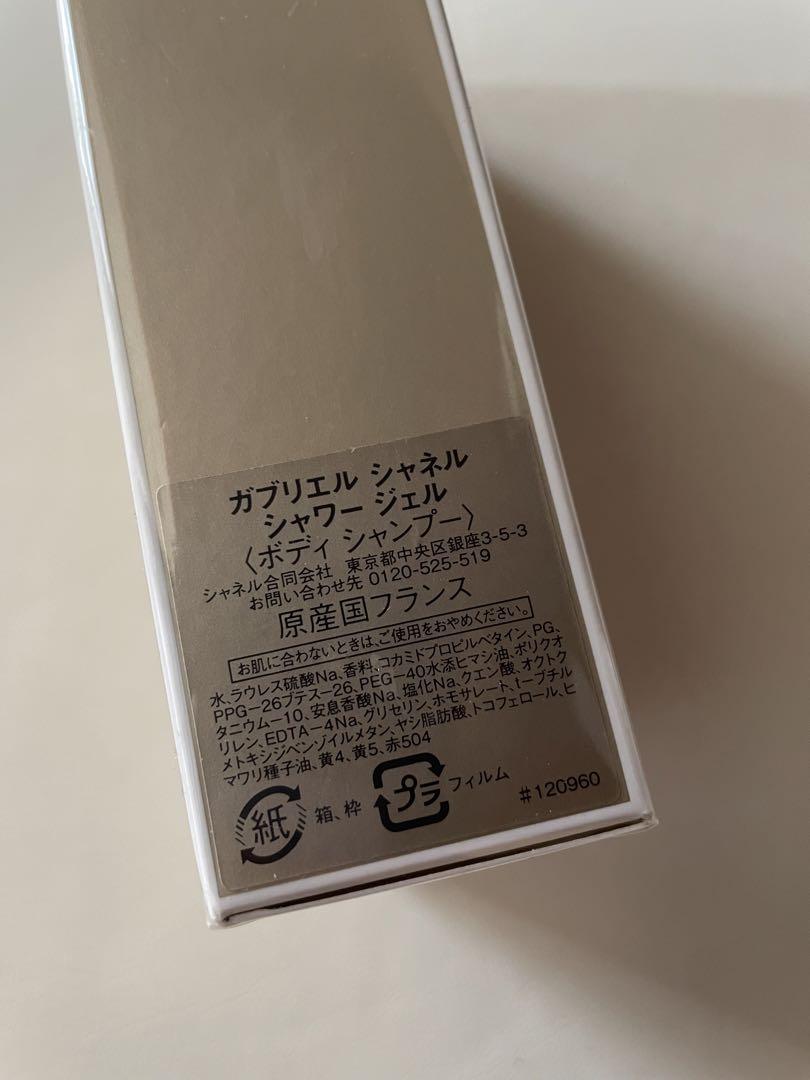 ガブリエル シャネル
シャワー ジェル
〈ボディ シャンプー〉
シャネル合同会社 東京都中央区銀座3-5-3
お問い合わせ先 0120-525-519
原産国フランス
お肌に合わないときは、ご使用をおやめください。
水、ラウレス硫酸Na、香料、コカミドプロピルベタイン、PG、
PPG-26ブテス-26、PEG-40水添ヒマシ油、ポリクオ
タニウム-10、安息香酸Na、塩化Na、クエン酸、オクトク
リレン、EDTA-4Na、グリセリン、ホモサレート、t-ブチル
メトキシジベンゾイルメタン、ヤシ脂肪酸、トコフェロール、ヒ
マワリ種子油、黄4、黄5、赤504
紙 箱、枠 プラ フィルム #120960